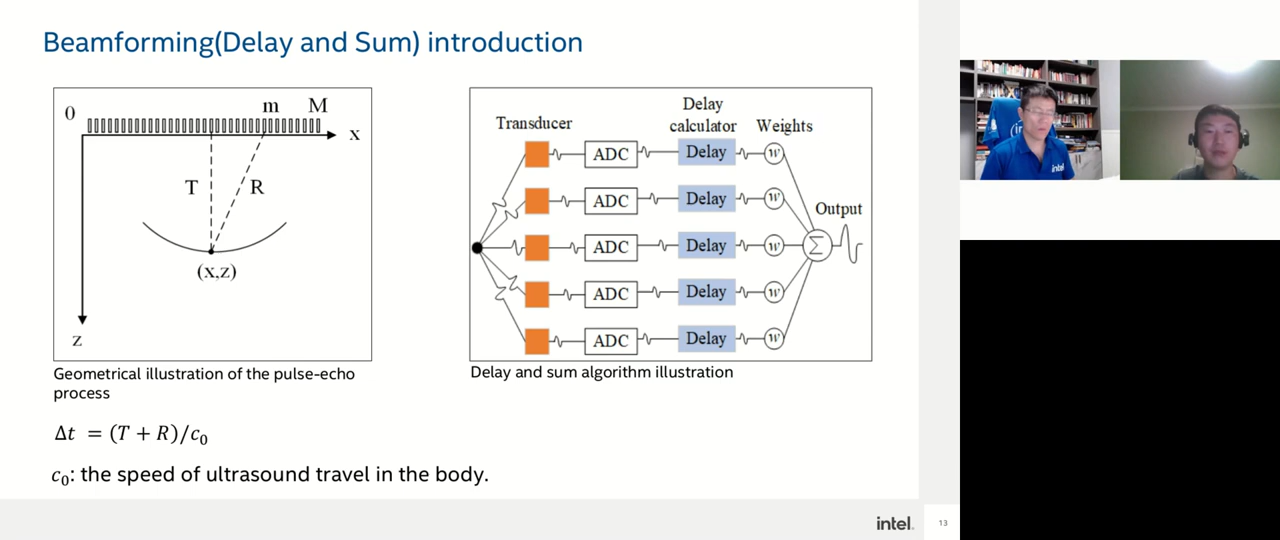 Beamforming(Delay and Sum) introduction
0
m
M
x
T
R
(x,z)
z
Geometrical illustration of the pulse-echo
process
Δt = (T + R)/c₀
c₀: the speed of ultrasound travel in the body.
Transducer
Delay
calculator
Weights
ADC
Delay
w
ADC
Delay
w
Output
ADC
Delay
w
Σ
ADC
Delay
w
ADC
Delay
w
Delay and sum algorithm illustration
intel.
13
intel